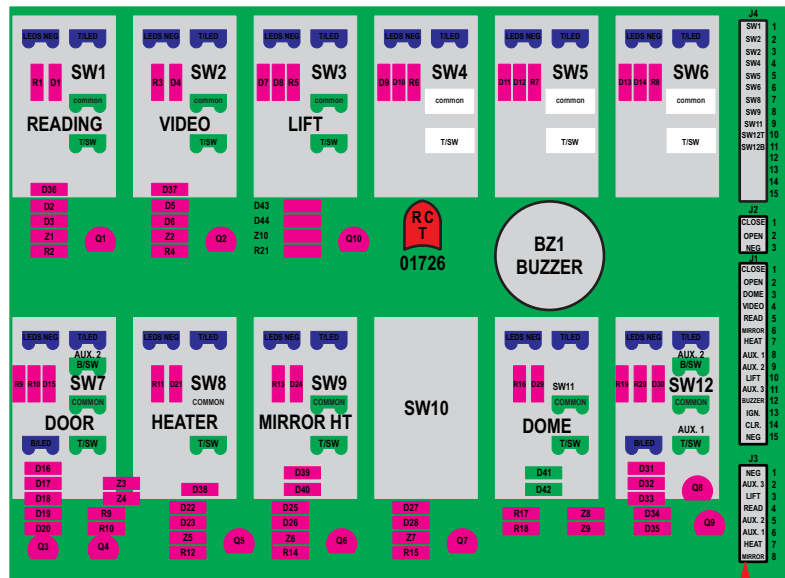 J4
LEDS NEG T/LED LEDS NEG T/LED LEDS NEG T/LED LEDS NEG T/LED LEDS NEG T/LED LEDS NEG T/LED
R1 D1 SW1 R3 D4 SW2 D7 D8 R5 SW3 D9 D10 R6 SW4 D11 D12 R7 SW5 D13 D14 R8 SW6
common common common common common common
READING VIDEO LIFT
T/SW T/SW T/SW T/SW T/SW T/SW
SW1 1
SW2 2
SW2 3
SW4 4
SW5 5
SW6 6
SW8 7
SW9 8
SW11 9
SW12T 10
SW12B 11
12
13
14
15
D36 D37 D43
D2 D5 D44
D3 D6 Z10
Z1 Z2 R21
R2 R4
Q1 Q2 Q10
RC
T
01726
BZ1
BUZZER
J2
CLOSE 1
OPEN 2
NEG 3
J1
CLOSE 1
OPEN 2
DOME 3
VIDEO 4
READ 5
MIRROR 6
HEAT 7
AUX. 1 8
AUX. 2 9
LIFT 10
AUX. 3 11
BUZZER 12
IGN. 13
CLR. 14
NEG 15
LEDS NEG T/LED LEDS NEG T/LED LEDS NEG T/LED LEDS NEG T/LED LEDS NEG T/LED
AUX. 2 AUX. 2
B/SW B/SW
R9 R10 D15 SW7 R11 D21 SW8 R13 D24 SW9 SW10 R16 D29 SW11 R19 R20 D30 SW12
COMMON COMMON COMMON COMMON COMMON
DOOR HEATER MIRROR HT DOME AUX. 1
B/LED T/SW T/SW T/SW T/SW B/LED T/SW
D16 D39 D41 D31
D17 Z3 D38 D40 D42 D32 Q8
D18 Z4 D22 D25 D27 D33
D19 R9 D23 D26 D28 R17 Z8 D34
D20 R10 Z5 Z6 Z7 R18 Z9 D35 Q9
Q3 Q4 R12 Q5 R14 Q6 R15 Q7
J3
NEG 1
AUX. 3 2
LIFT 3
READ 4
AUX. 2 5
AUX. 1 6
HEAT 7
MIRROR 8